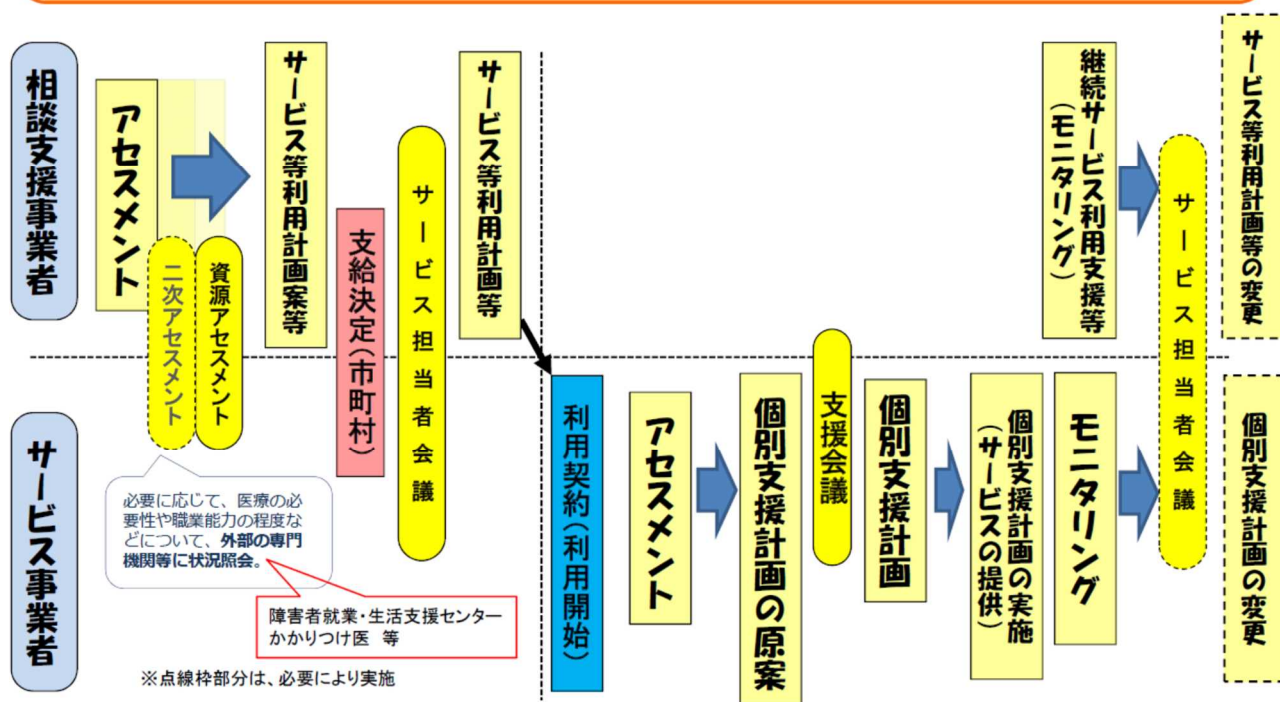 相談支援事業者
アセスメント
二次アセスメント
資源アセスメント
サービス等利用計画案等
支給決定(市町村)
サービス担当者会議
サービス等利用計画等
継続サービス利用支援等
(モニタリング)
サービス担当者会議
サービス等利用計画等の変更
サービス事業者
必要に応じて、医療の必
要性や職業能力の程度な
どについて、外部の専門
機関等に状況照会。
障害者就業・生活支援センター
かかりつけ医 等
※点線枠部分は、必要により実施
利用契約(利用開始)
アセスメント
個別支援計画の原案
支援会議
個別支援計画
個別支援計画の実施
(サービスの提供)
モニタリング
個別支援計画の変更